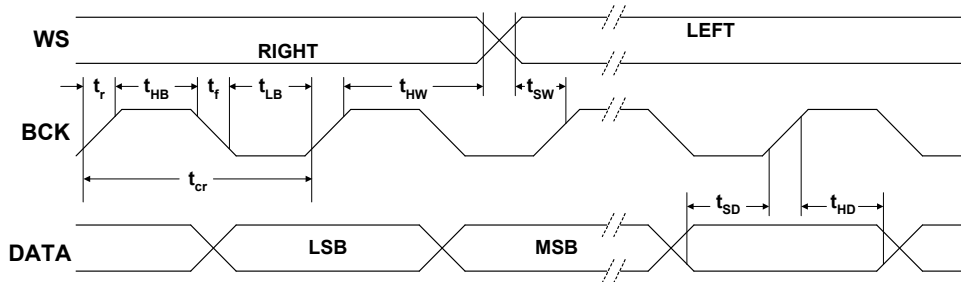 WS
RIGHT
LEFT
t_r t_HB t_f t_LB t_HW t_SW
BCK
t_cr
t_SD t_HD
DATA
LSB
MSB